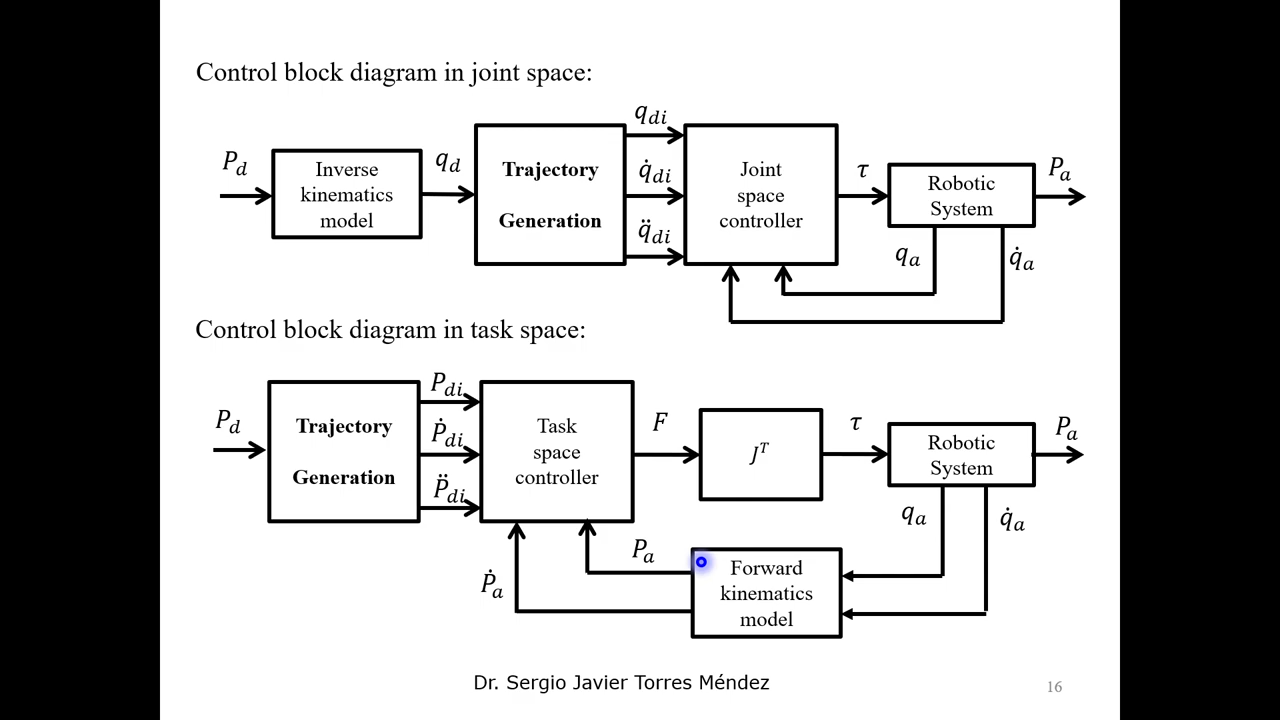 Control block diagram in joint space:
P_d
Inverse
kinematics
model
q_d
Trajectory
Generation
q_di
q̇_di
q̈_di
Joint
space
controller
τ
Robotic
System
P_a
q_a
q̇_a
Control block diagram in task space:
P_d
Trajectory
Generation
P_di
Ṗ_di
P̈_di
Task
space
controller
F
J^T
τ
Robotic
System
P_a
q_a
q̇_a
Forward
kinematics
model
P_a
Ṗ_a
Dr. Sergio Javier Torres Méndez
16